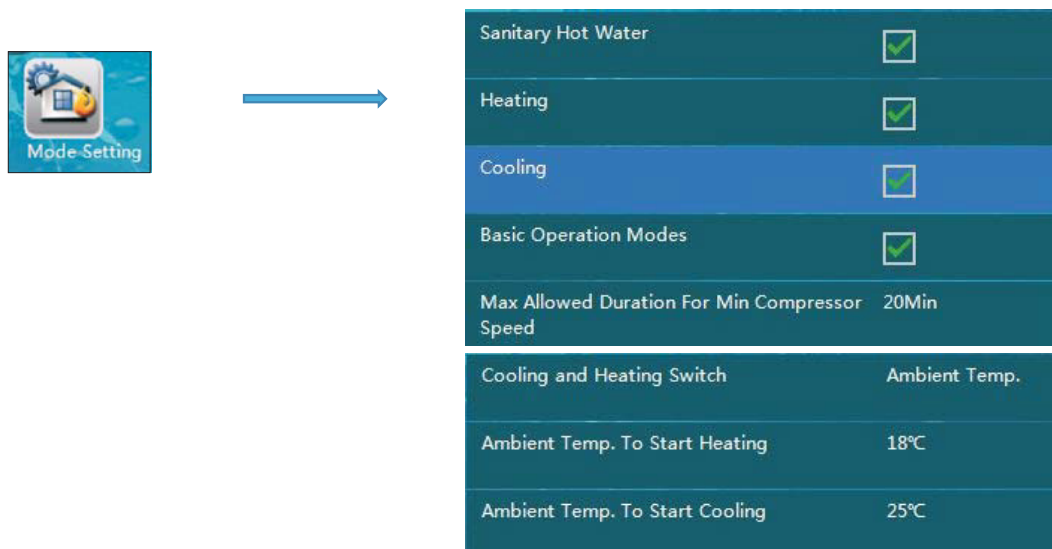 Mode Setting
Sanitary Hot Water
Heating
Cooling
Basic Operation Modes
Max Allowed Duration For Min Compressor 20Min
Speed
Cooling and Heating Switch Ambient Temp.
Ambient Temp. To Start Heating 18℃
Ambient Temp. To Start Cooling 25℃